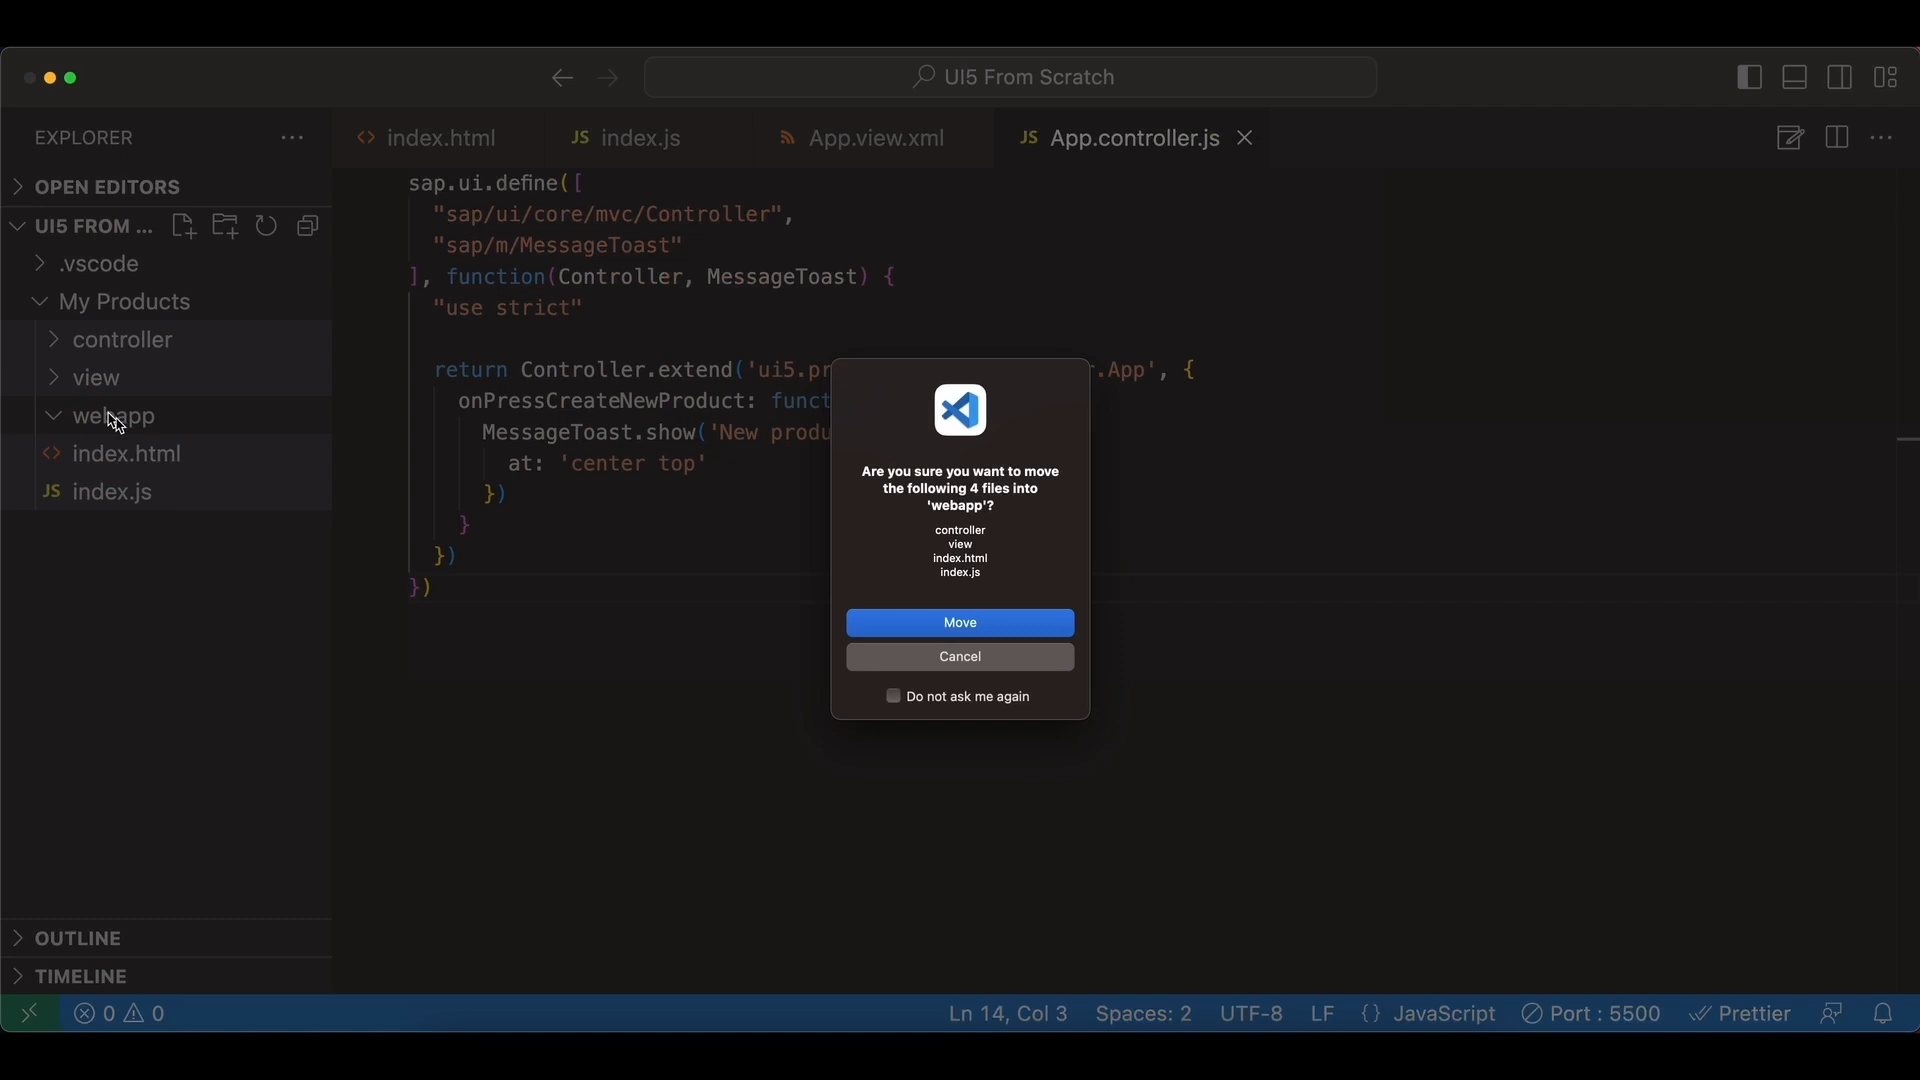 UI5 From Scratch
EXPLORER
index.html
JS index.js
App.view.xml
JS App.controller.js
OPEN EDITORS
UI5 FROM ...
.vscode
My Products
controller
view
webapp
index.html
JS index.js
OUTLINE
TIMELINE
sap.ui.define([
"sap/ui/core/mvc/Controller",
"sap/m/MessageToast"
], function(Controller, MessageToast) {
"use strict"
return Controller.extend('ui5.pr
.App', {
onPressCreateNewProduct: funct
MessageToast.show('New produ
at: 'center top'
})
}
})
})
Are you sure you want to move
the following 4 files into
'webapp'?
controller
view
index.html
index.js
Move
Cancel
Do not ask me again
0 0
Ln 14, Col 3
Spaces: 2
UTF-8
LF
{} JavaScript
Port : 5500
Prettier